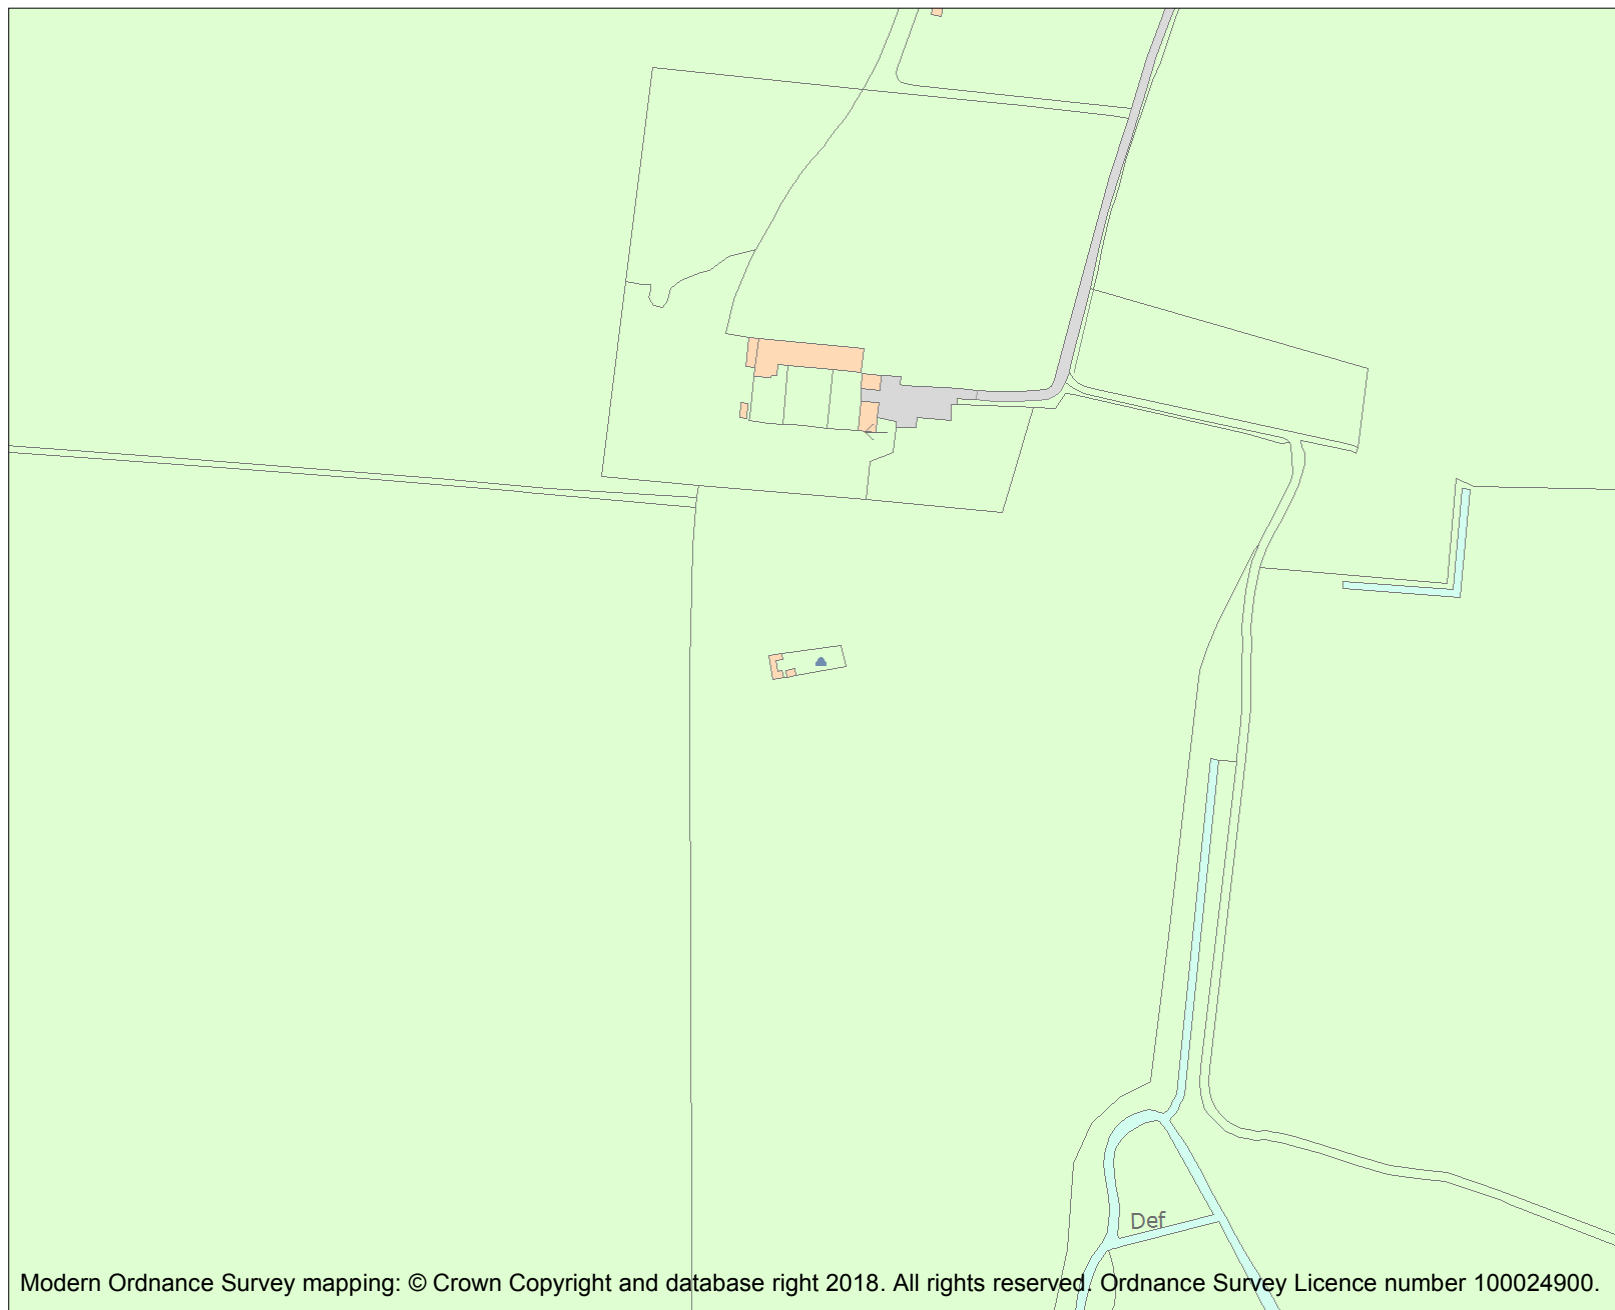 Def
Modern Ordnance Survey mapping: © Crown Copyright and database right 2018. All rights reserved. Ordnance Survey Licence number 100024900.